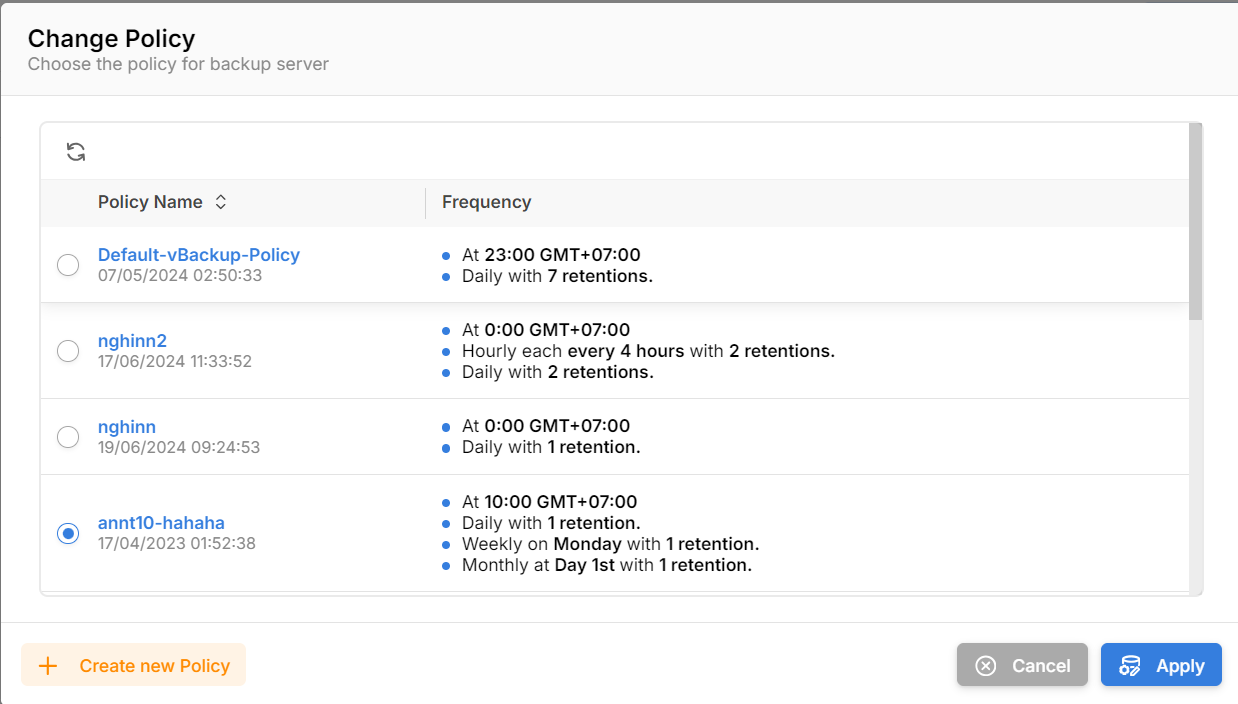 Change Policy
Choose the policy for backup server
Policy Name
Frequency
Default-vBackup-Policy
07/05/2024 02:50:33
At 23:00 GMT+07:00
Daily with 7 retentions.
nghinn2
17/06/2024 11:33:52
At 0:00 GMT+07:00
Hourly each every 4 hours with 2 retentions.
Daily with 2 retentions.
nghinn
19/06/2024 09:24:53
At 0:00 GMT+07:00
Daily with 1 retention.
annt10-hahaha
17/04/2023 01:52:38
At 10:00 GMT+07:00
Daily with 1 retention.
Weekly on Monday with 1 retention.
Monthly at Day 1st with 1 retention.
Create new Policy
Cancel
Apply